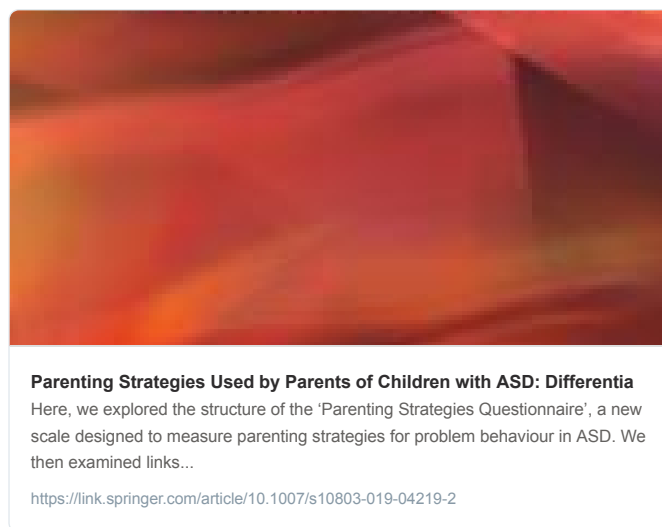 Parenting Strategies Used by Parents of Children with ASD: Differentia
Here, we explored the structure of the ‘Parenting Strategies Questionnaire’, a new
scale designed to measure parenting strategies for problem behaviour in ASD. We
then examined links...
https://link.springer.com/article/10.1007/s10803-019-04219-2